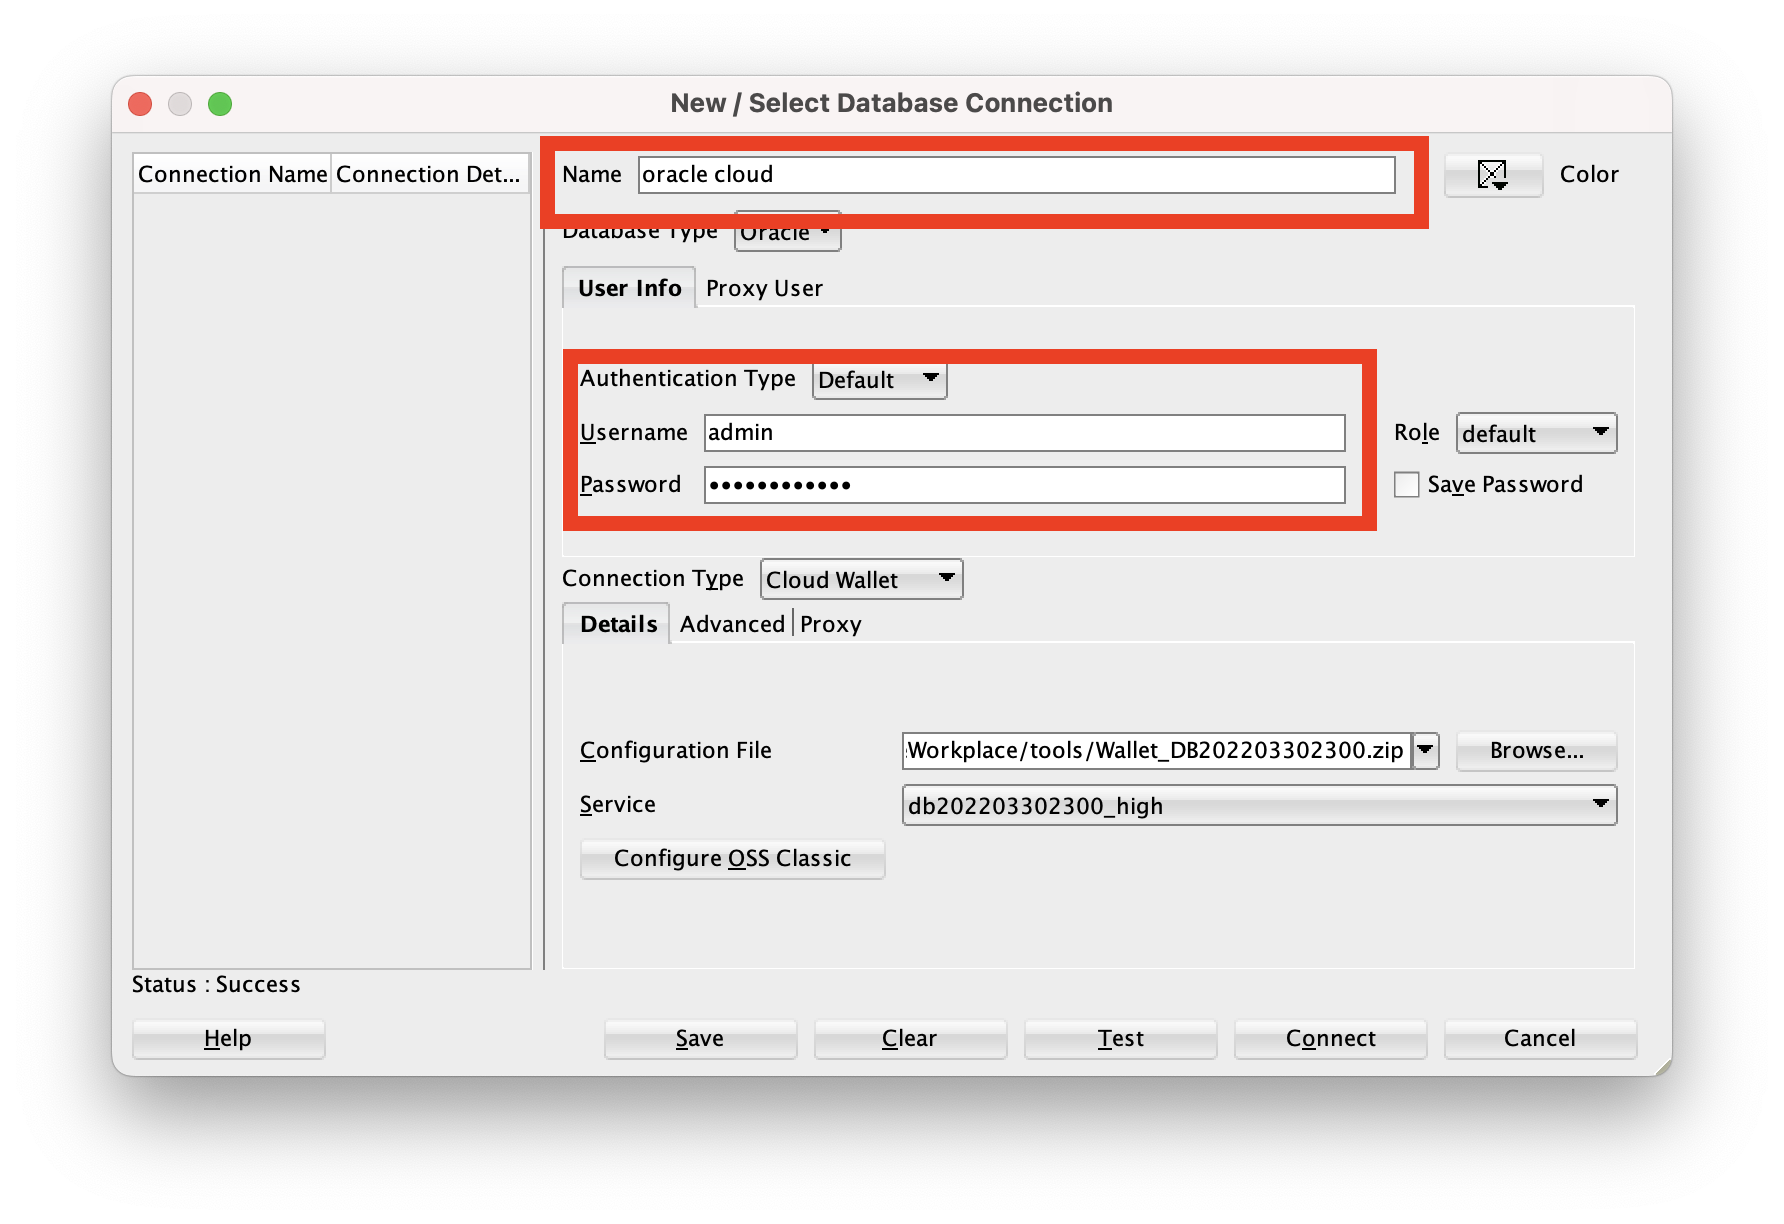 New / Select Database Connection
Connection Name Connection Det...
Name oracle cloud Color
Database Type Oracle
User Info Proxy User
Authentication Type Default
Username admin Role default
Password •••••••••••• Save Password
Connection Type Cloud Wallet
Details Advanced Proxy
Configuration File Workplace/tools/Wallet_DB202203302300.zip Browse...
Service db202203302300_high
Configure OSS Classic
Status : Success
Help Save Clear Test Connect Cancel